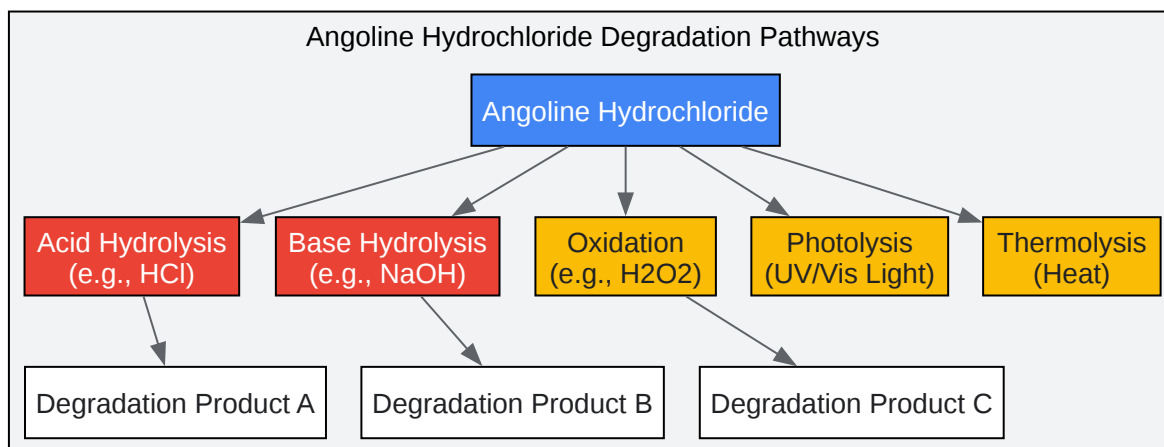 Angoline Hydrochloride Degradation Pathways
Angoline Hydrochloride
Acid Hydrolysis
(e.g., HCl)
Base Hydrolysis
(e.g., NaOH)
Oxidation
(e.g., H2O2)
Photolysis
(UV/Vis Light)
Thermolysis
(Heat)
Degradation Product A
Degradation Product B
Degradation Product C